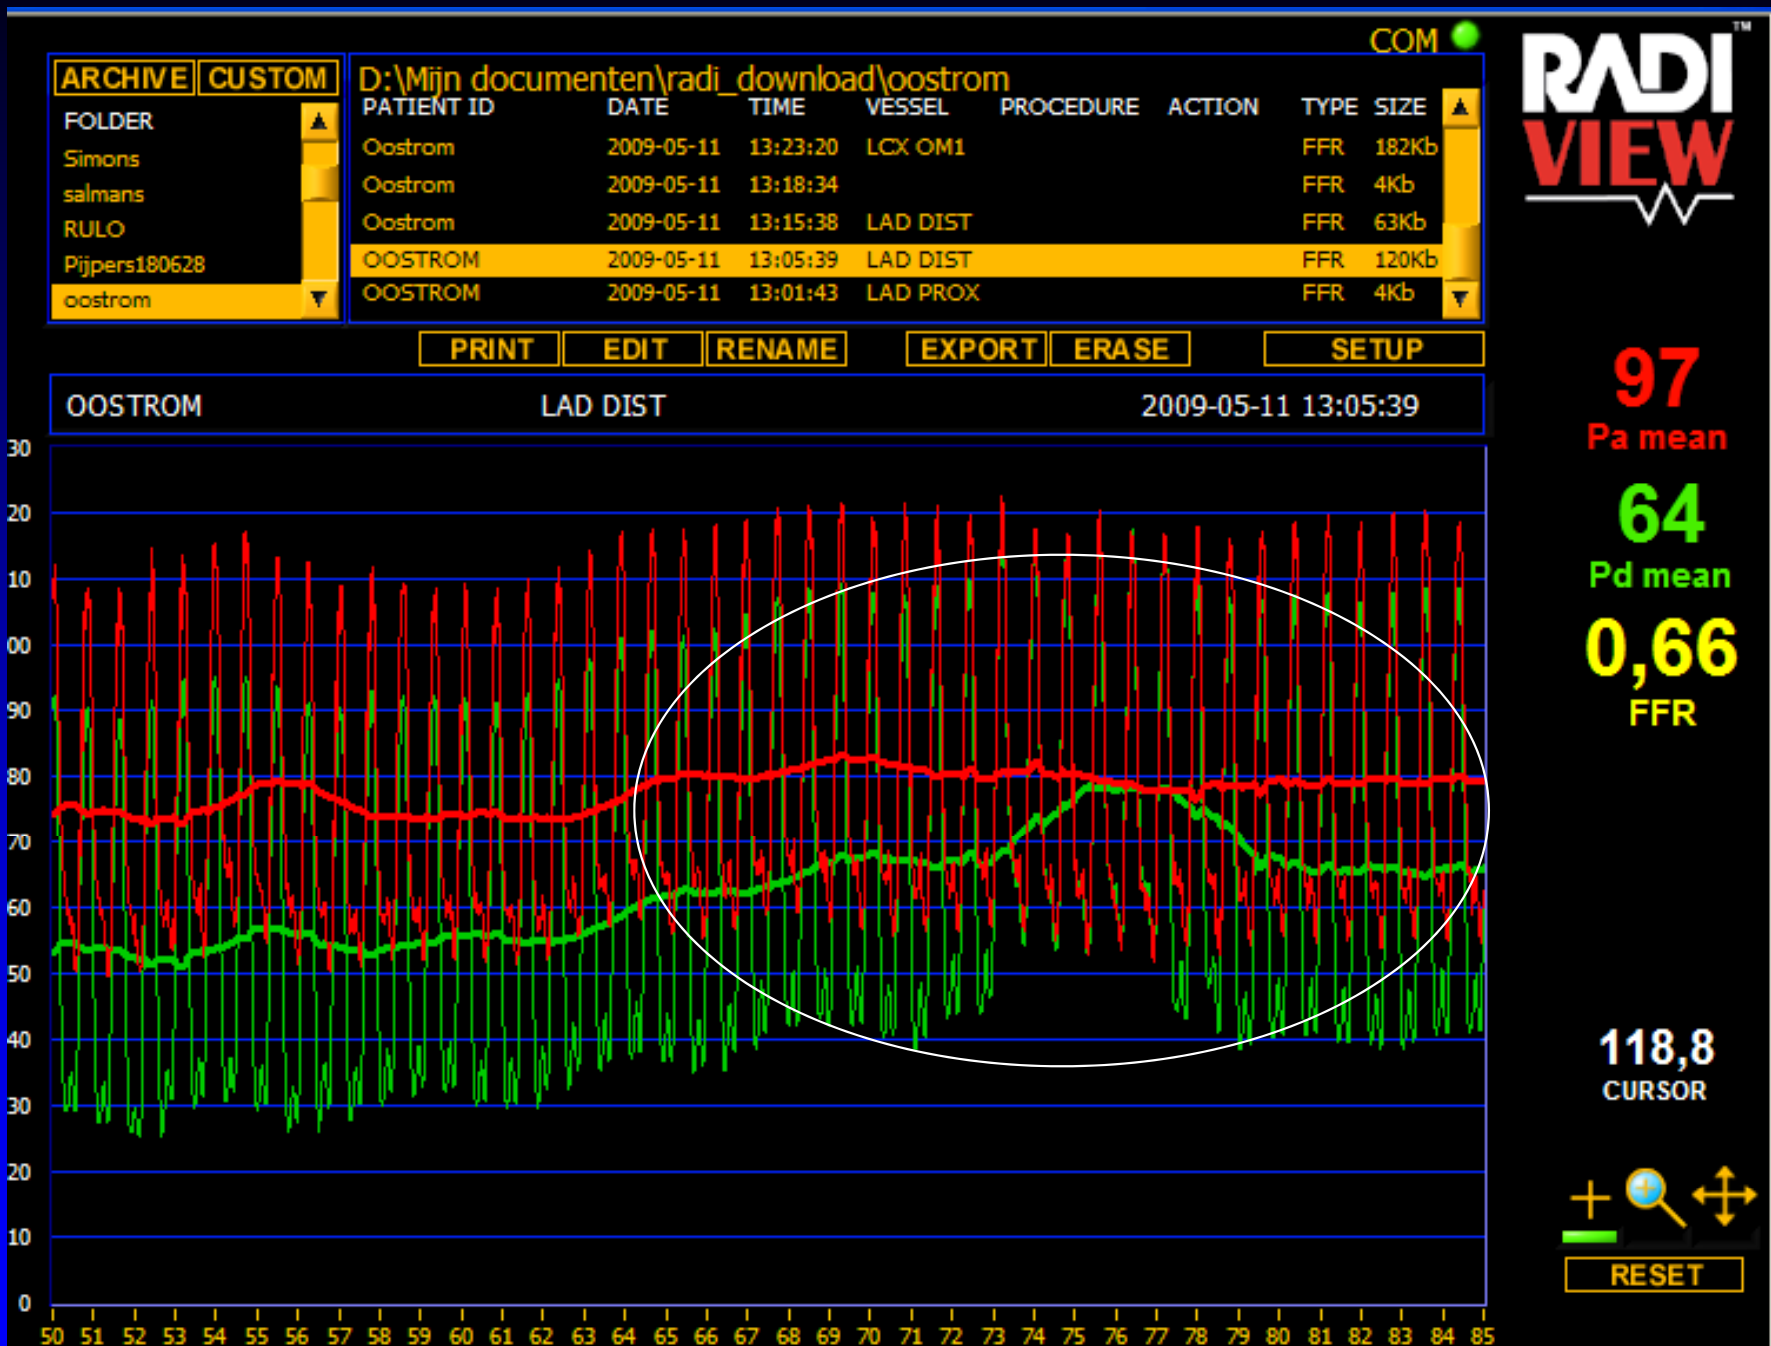 COM
RADI VIEW ™
ARCHIVE CUSTOM
FOLDER
Simons
salmans
RULO
Pijpers180628
oostrom
D:\Mijn documenten\radi_download\oostrom
PATIENT ID DATE TIME VESSEL PROCEDURE ACTION TYPE SIZE
Oostrom 2009-05-11 13:23:20 LCX OM1 FFR 182Kb
Oostrom 2009-05-11 13:18:34 FFR 4Kb
Oostrom 2009-05-11 13:15:38 LAD DIST FFR 63Kb
OOSTROM 2009-05-11 13:05:39 LAD DIST FFR 120Kb
OOSTROM 2009-05-11 13:01:43 LAD PROX FFR 4Kb
PRINT EDIT RENAME EXPORT ERASE SETUP
OOSTROM LAD DIST 2009-05-11 13:05:39
97
Pa mean
64
Pd mean
0,66
FFR
118,8
CURSOR
RESET
30
20
10
00
90
80
70
60
50
40
30
20
10
0
50 51 52 53 54 55 56 57 58 59 60 61 62 63 64 65 66 67 68 69 70 71 72 73 74 75 76 77 78 79 80 81 82 83 84 85